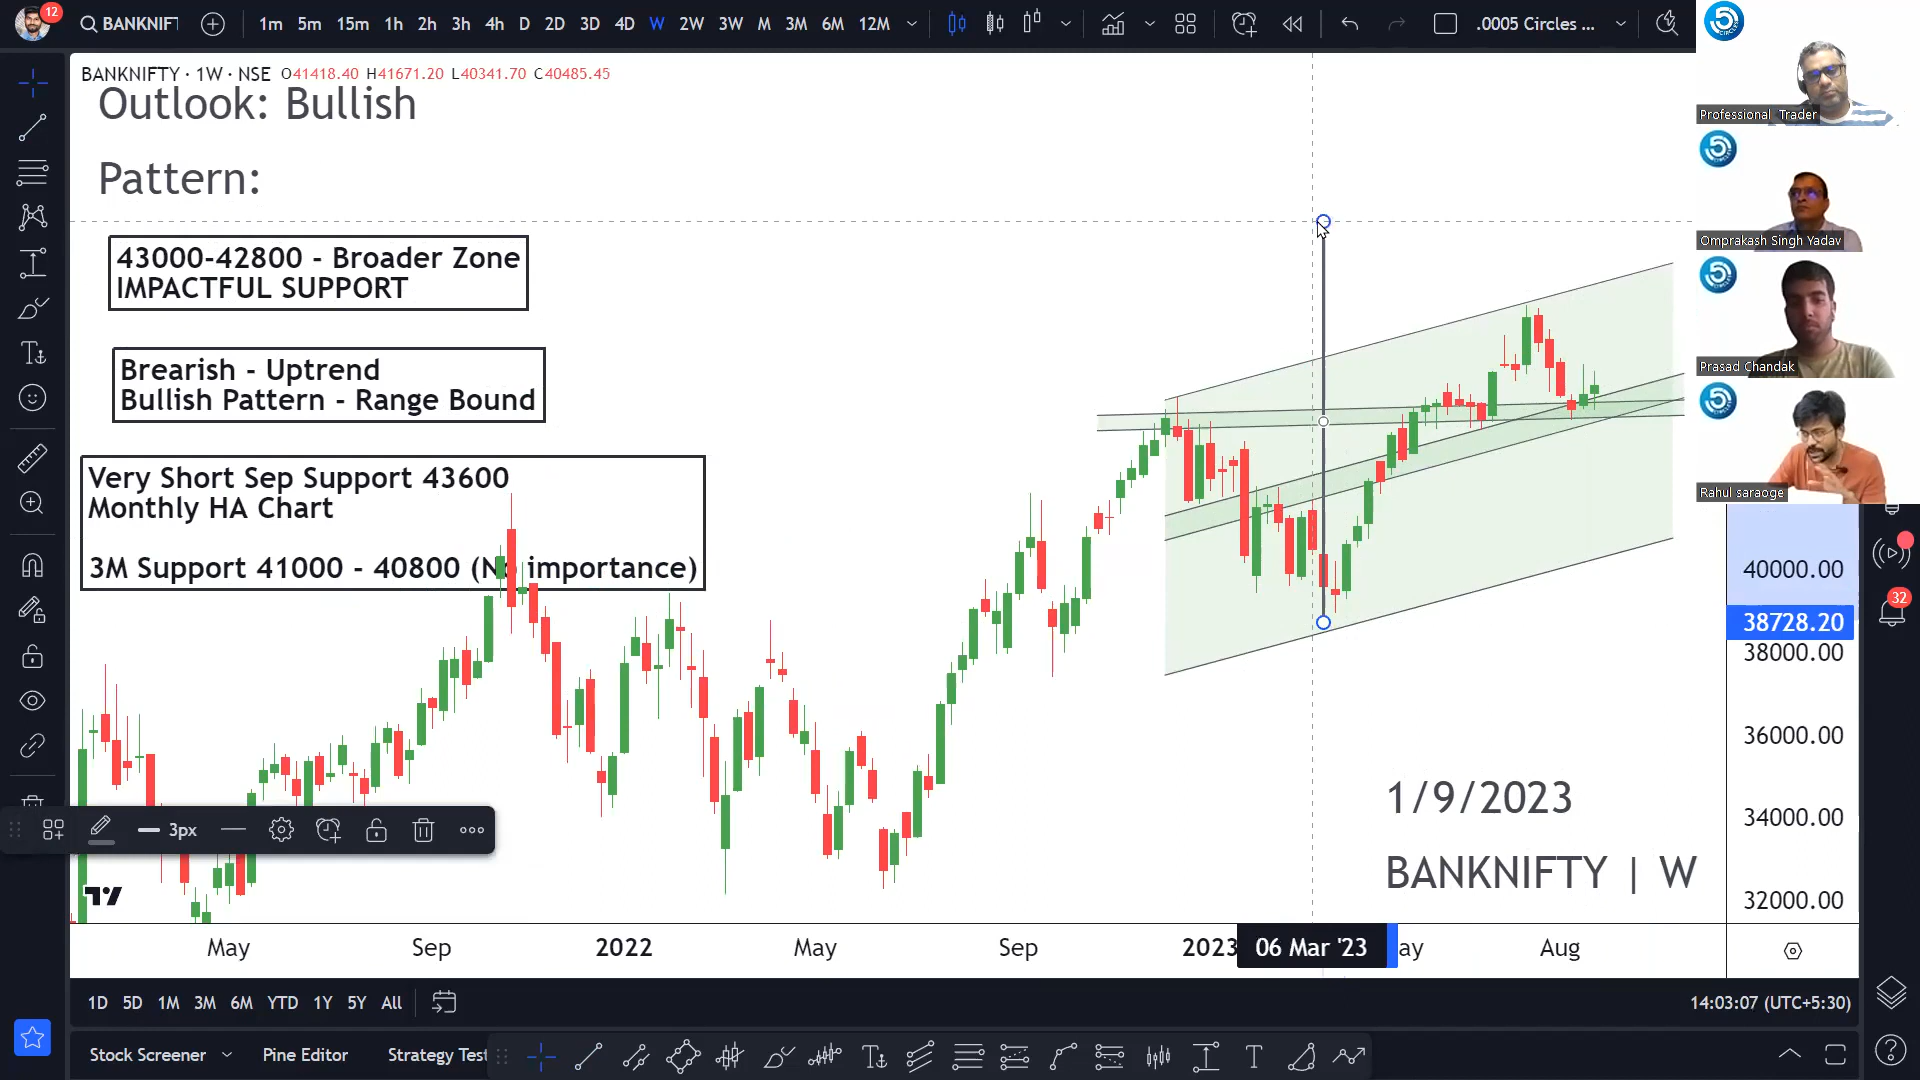 12
BANKNIFT
1m 5m 15m 1h 2h 3h 4h D 2D 3D 4D W 2W 3W M 3M 6M 12M
.0005 Circles ...
BANKNIFTY · 1W · NSE O41418.40 H41671.20 L40341.70 C40485.45
Outlook: Bullish
Pattern:
43000-42800 - Broader Zone
IMPACTFUL SUPPORT
Brearish - Uptrend
Bullish Pattern - Range Bound
Very Short Sep Support 43600
Monthly HA Chart
3M Support 41000 - 40800 (No importance)
Professional Trader
Omprakash Singh Yadav
Prasad Chandak
Rahul saraoge
40000.00
38728.20
38000.00
36000.00
34000.00
32000.00
32
3px
1/9/2023
BANKNIFTY | W
May Sep 2022 May Sep 2023 06 Mar '23 ay Aug
1D 5D 1M 3M 6M YTD 1Y 5Y All
14:03:07 (UTC+5:30)
Stock Screener Pine Editor Strategy Test